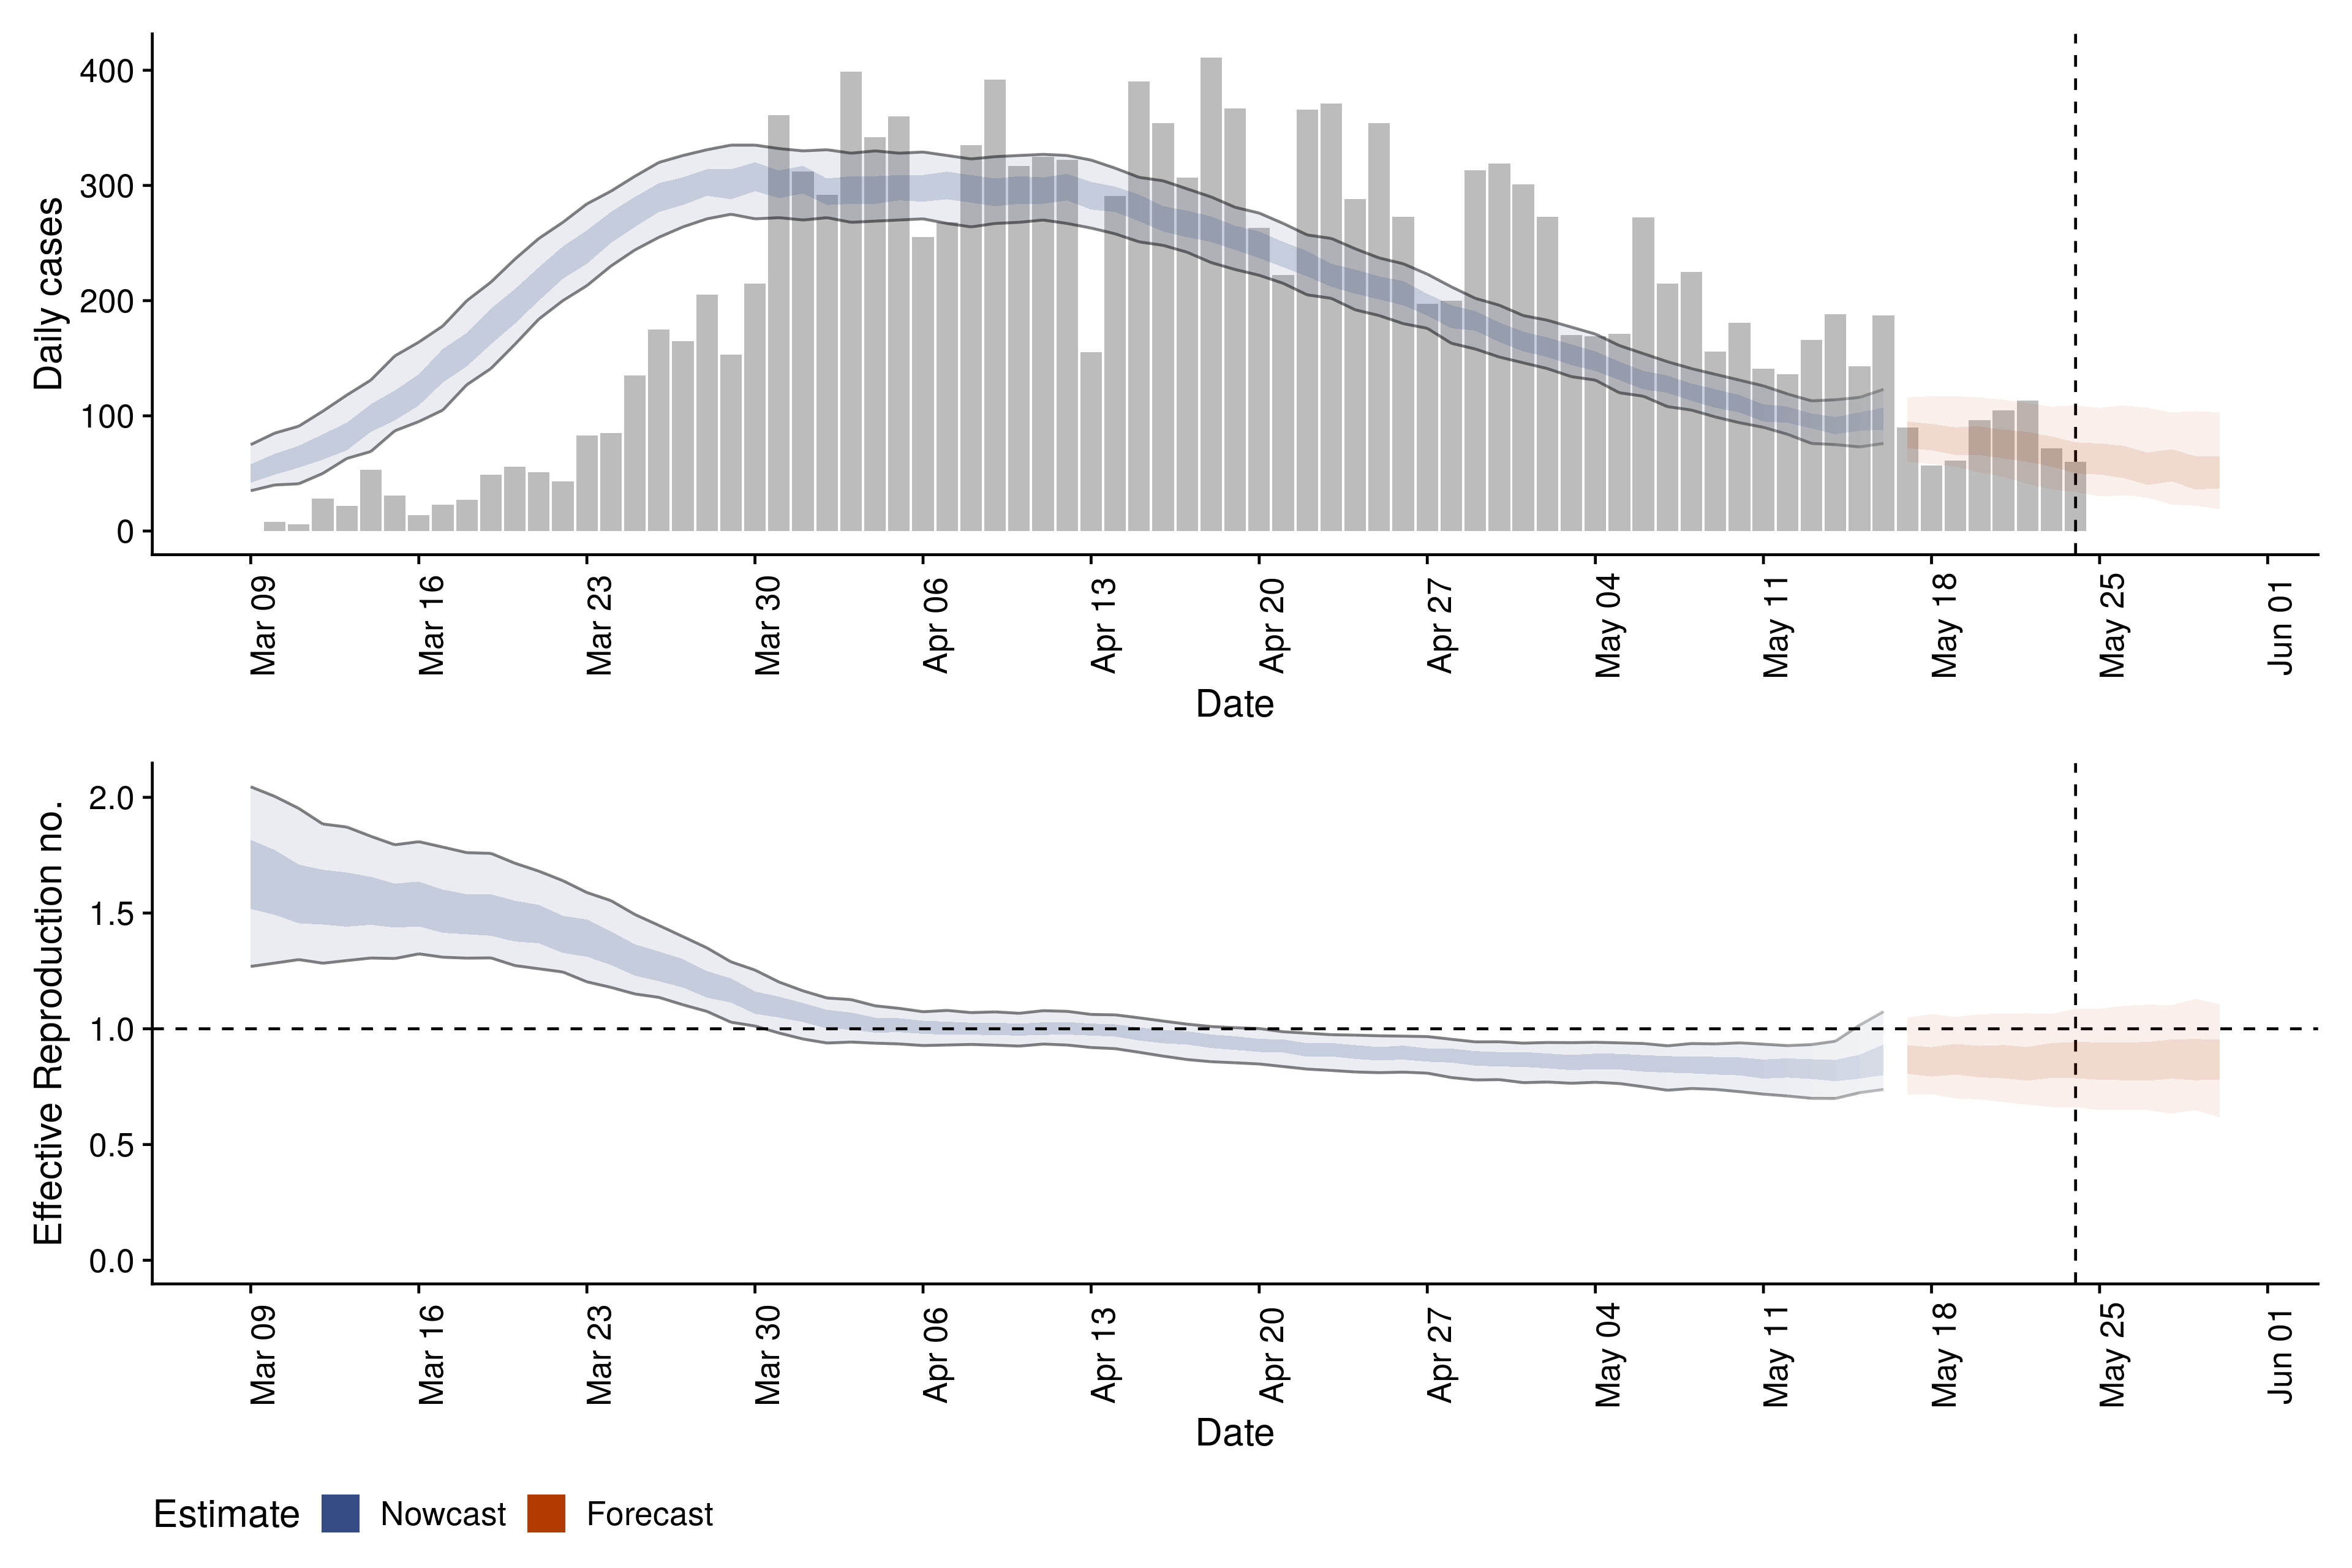 Daily cases
400
300
200
100
0
Mar 09
Mar 16
Mar 23
Mar 30
Apr 06
Apr 13
Apr 20
Apr 27
May 04
May 11
May 18
May 25
Jun 01
Date
Effective Reproduction no.
2.0
1.5
1.0
0.5
0.0
Mar 09
Mar 16
Mar 23
Mar 30
Apr 06
Apr 13
Apr 20
Apr 27
May 04
May 11
May 18
May 25
Jun 01
Date
Estimate Nowcast Forecast